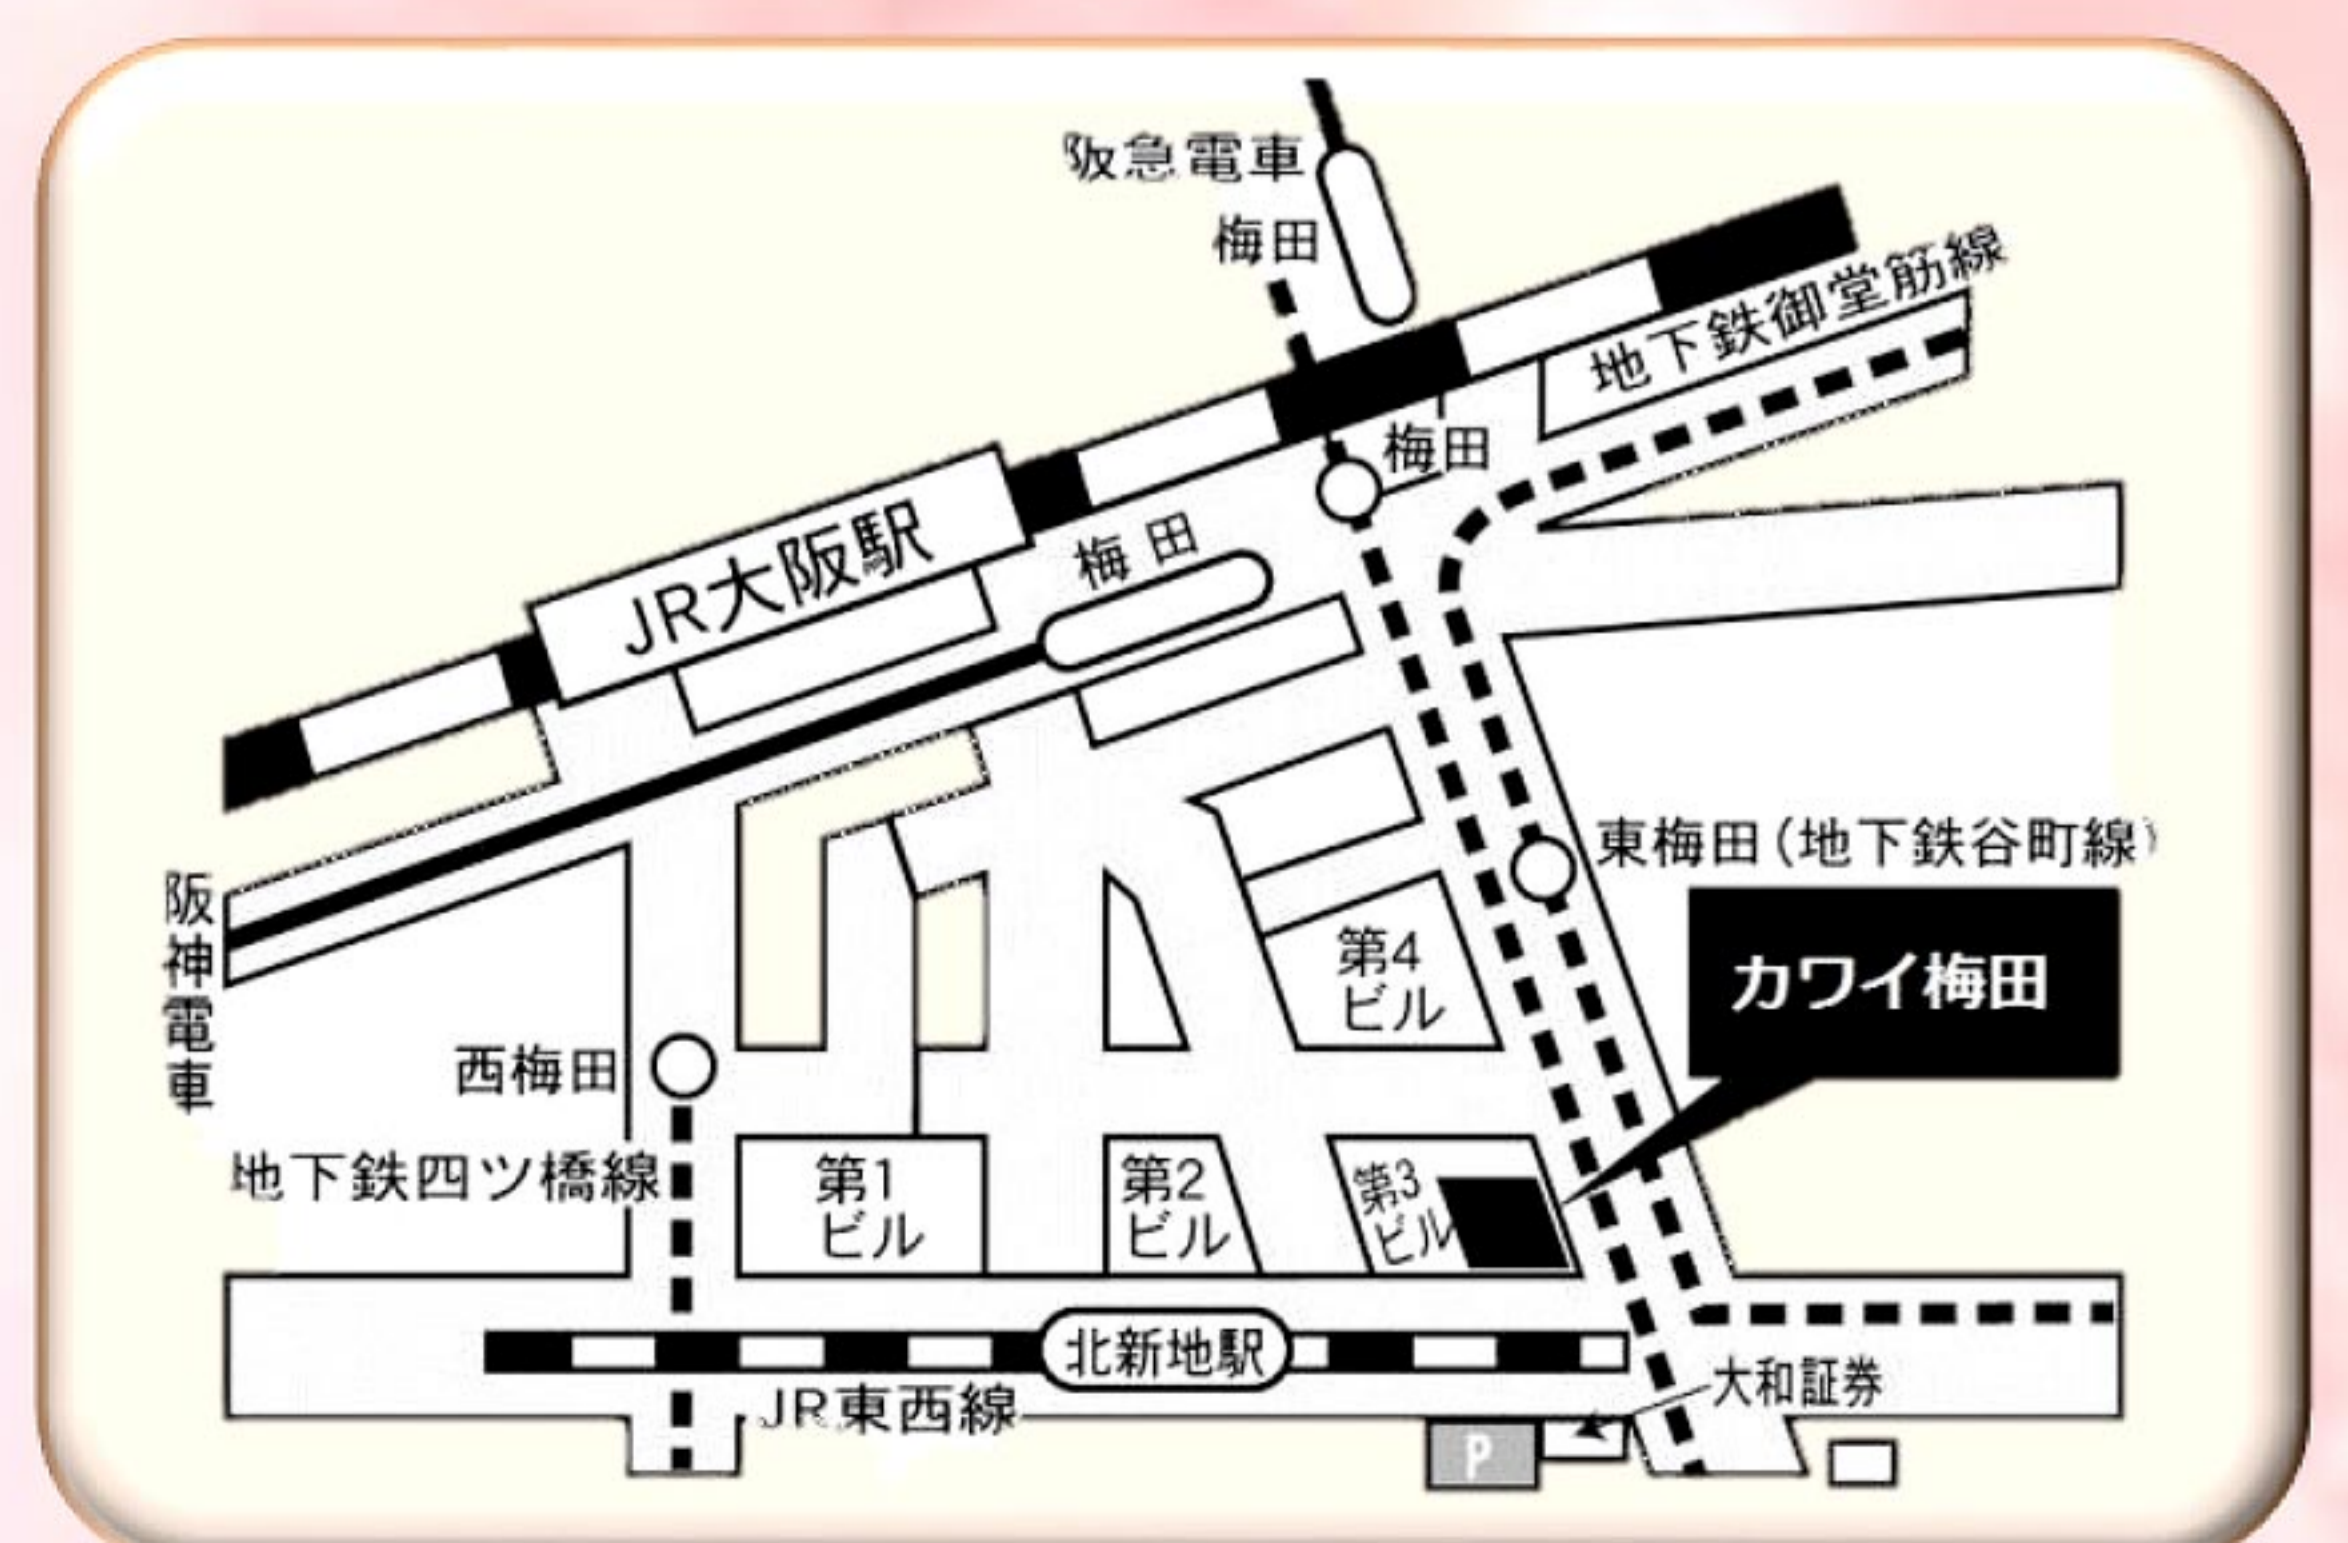 阪急電車
梅田
地下鉄御堂筋線
梅田
JR大阪駅
梅田
東梅田(地下鉄谷町線)
阪神電車
カワイ梅田
第4
ビル
西梅田
地下鉄四ツ橋線
第1
ビル
第2
ビル
第3
ビル
北新地駅
JR東西線
大和証券
P